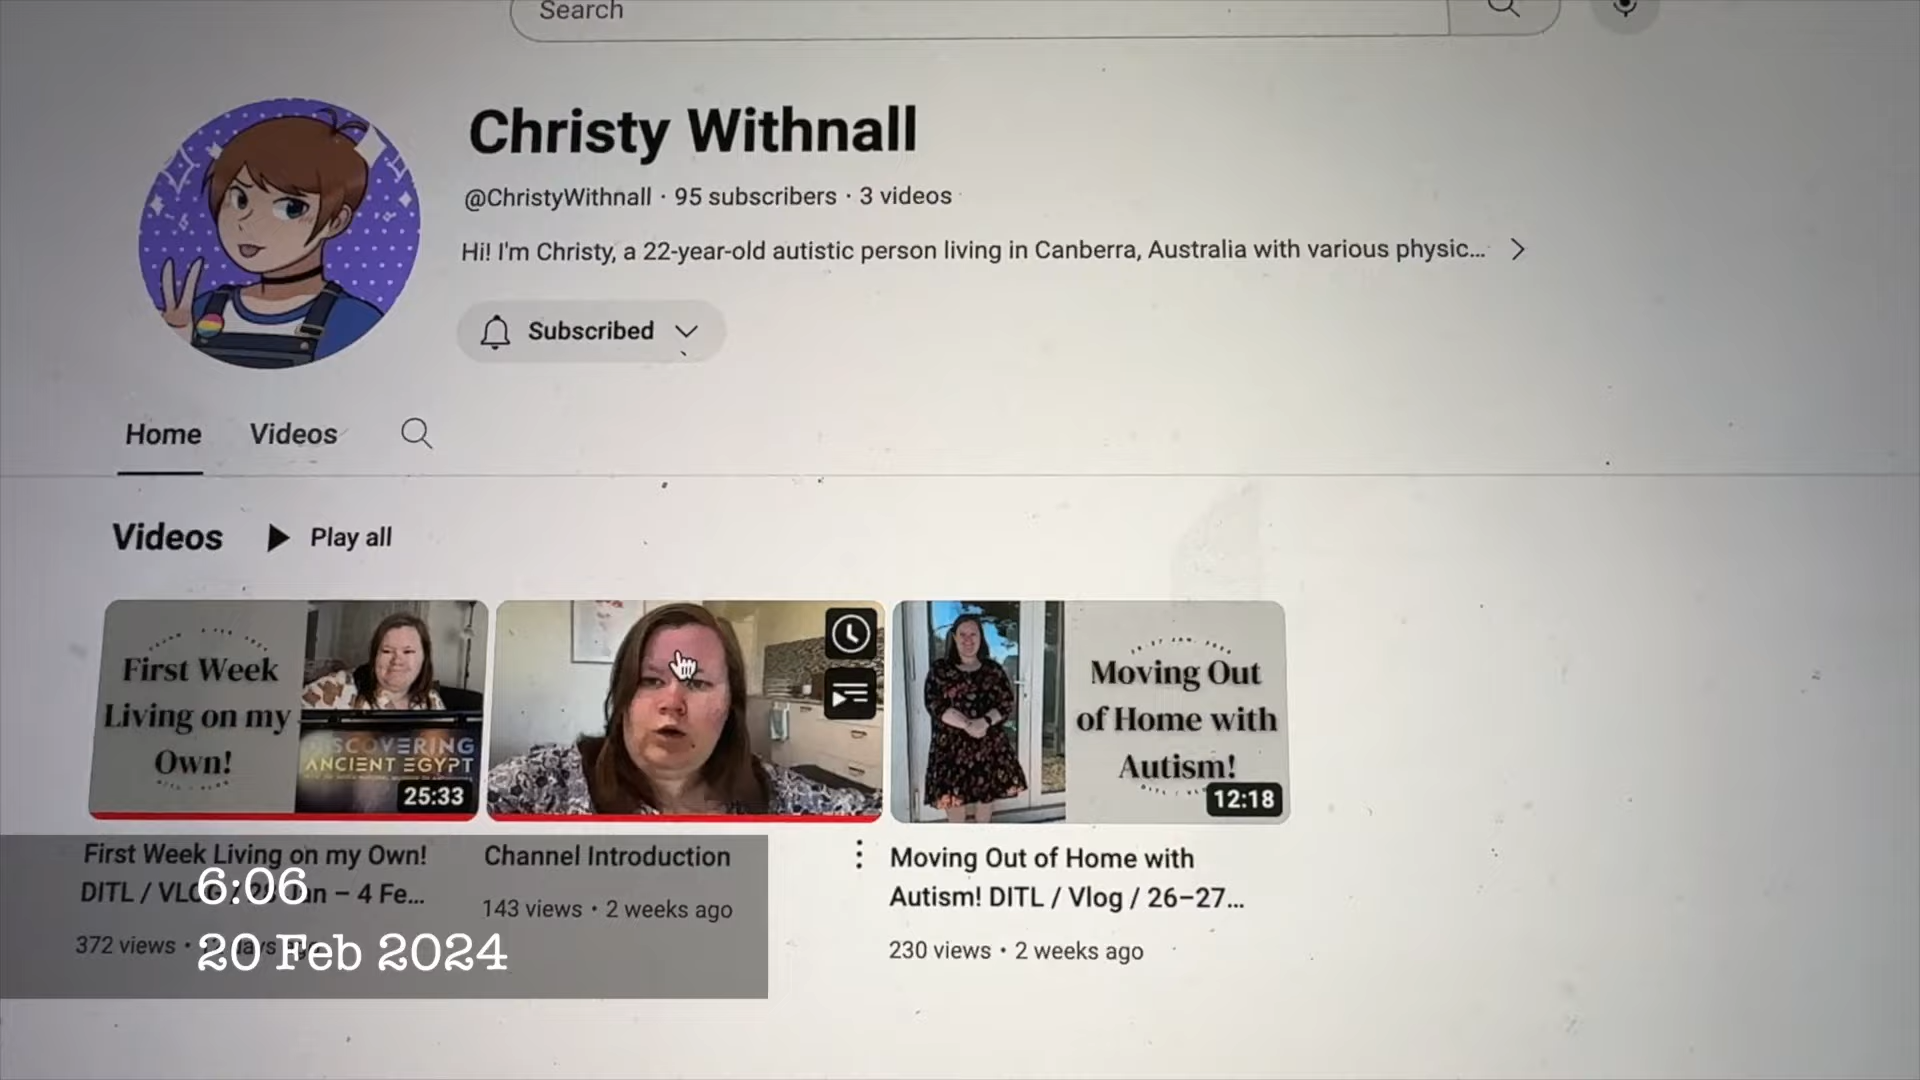 Search
Christy Withnall
@ChristyWithnall · 95 subscribers · 3 videos
Hi! I'm Christy, a 22-year-old autistic person living in Canberra, Australia with various physic...
Subscribed
Home
Videos
Videos
Play all
First Week
Living on my
Own!
DISCOVERING
ANCIENT EGYPT
25:33
Moving Out
of Home with
Autism!
12:18
First Week Living on my Own!
DITL / VLOG / 28 Jan – 4 Fe...
372 views •
Channel Introduction
143 views • 2 weeks ago
Moving Out of Home with
Autism! DITL / Vlog / 26–27...
230 views • 2 weeks ago
6:06
20 Feb 2024